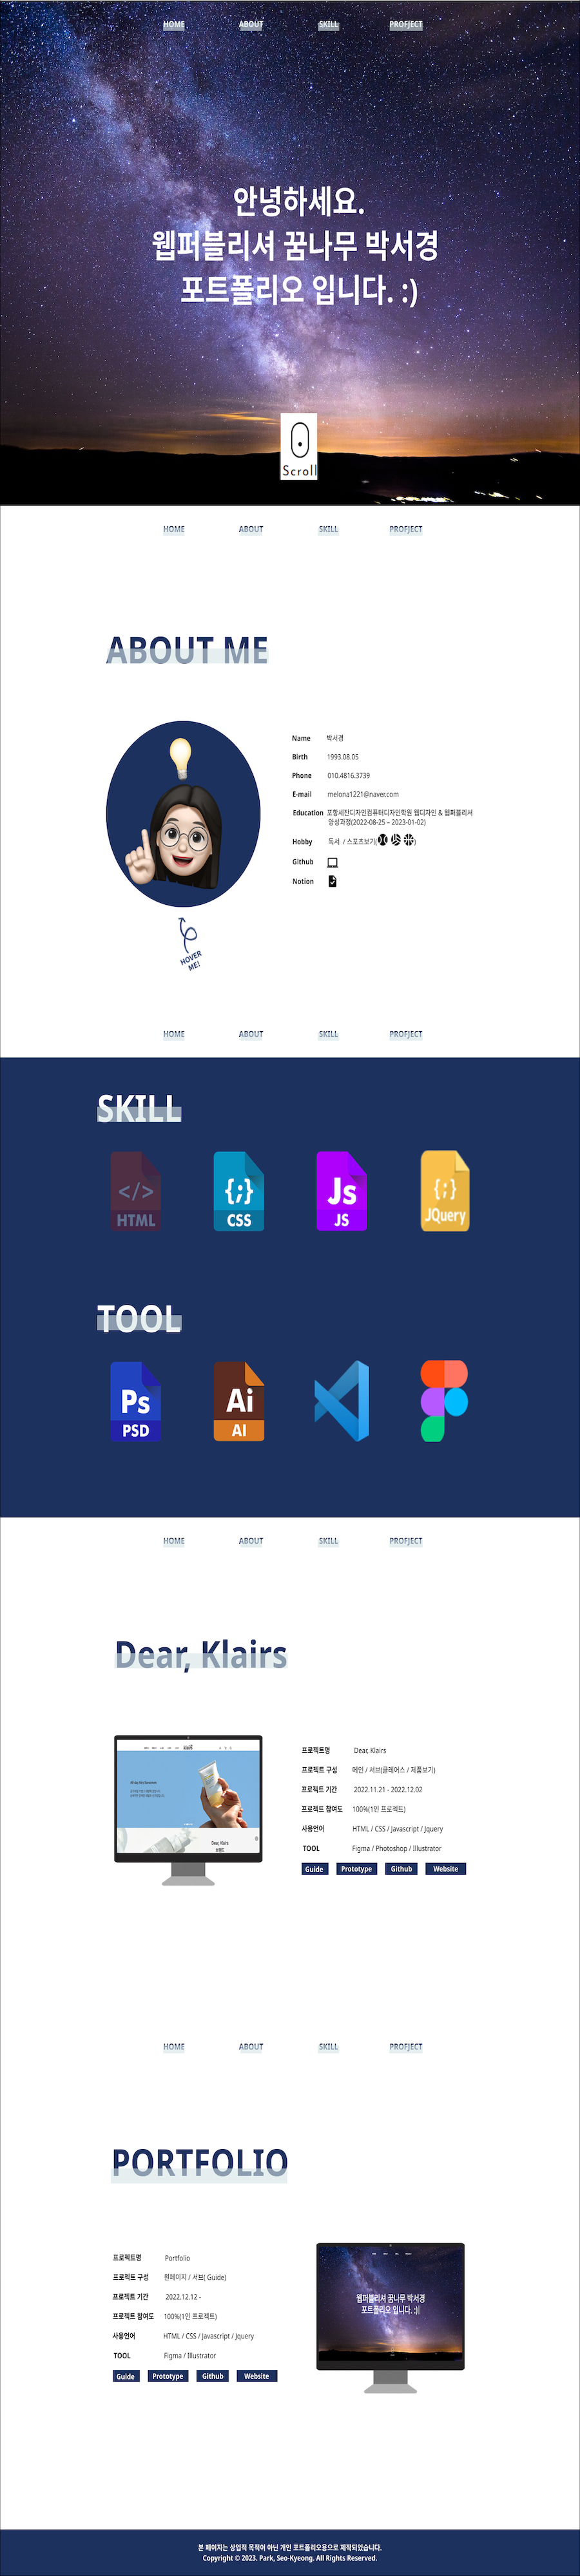 HOME ABOUT SKILL PROFJECT
안녕하세요.
웹퍼블리셔 꿈나무 박서경
포트폴리오 입니다. :)
Scroll
HOME ABOUT SKILL PROFJECT
ABOUT ME
Name 박서경
Birth 1993.08.05
Phone 010.4816.3739
E-mail melona1221@naver.com
Education 포항세잔디자인컴퓨터디자인학원 웹디자인 & 웹퍼블리셔
양성과정(2022-08-25 – 2023-01-02)
Hobby 독서 / 스포츠보기( )
Github
Notion
HOVER
ME!
HOME ABOUT SKILL PROFJECT
SKILL
</> {;} Js {;}
HTML CSS JS JQuery
TOOL
Ps Ai
PSD AI
HOME ABOUT SKILL PROFJECT
Dear, Klairs
프로젝트명 Dear, Klairs
프로젝트 구성 메인 / 서브(클레어스 / 제품보기)
프로젝트 기간 2022.11.21 - 2022.12.02
프로젝트 참여도 100%(1인 프로젝트)
사용언어 HTML / CSS / Javascript / Jquery
TOOL Figma / Photoshop / Illustrator
Guide Prototype Github Website
Dear, Klairs
HOME ABOUT SKILL PROFJECT
PORTFOLIO
프로젝트명 Portfolio
프로젝트 구성 원페이지 / 서브( Guide)
프로젝트 기간 2022.12.12 -
프로젝트 참여도 100%(1인 프로젝트)
사용언어 HTML / CSS / Javascript / Jquery
TOOL Figma / Illustrator
Guide Prototype Github Website
웹퍼블리셔 꿈나무 박서경
포트폴리오 입니다. :)|
본 페이지는 상업적 목적이 아닌 개인 포트폴리오용으로 제작되었습니다.
Copyright © 2023. Park, Seo-Kyeong. All Rights Reserved.